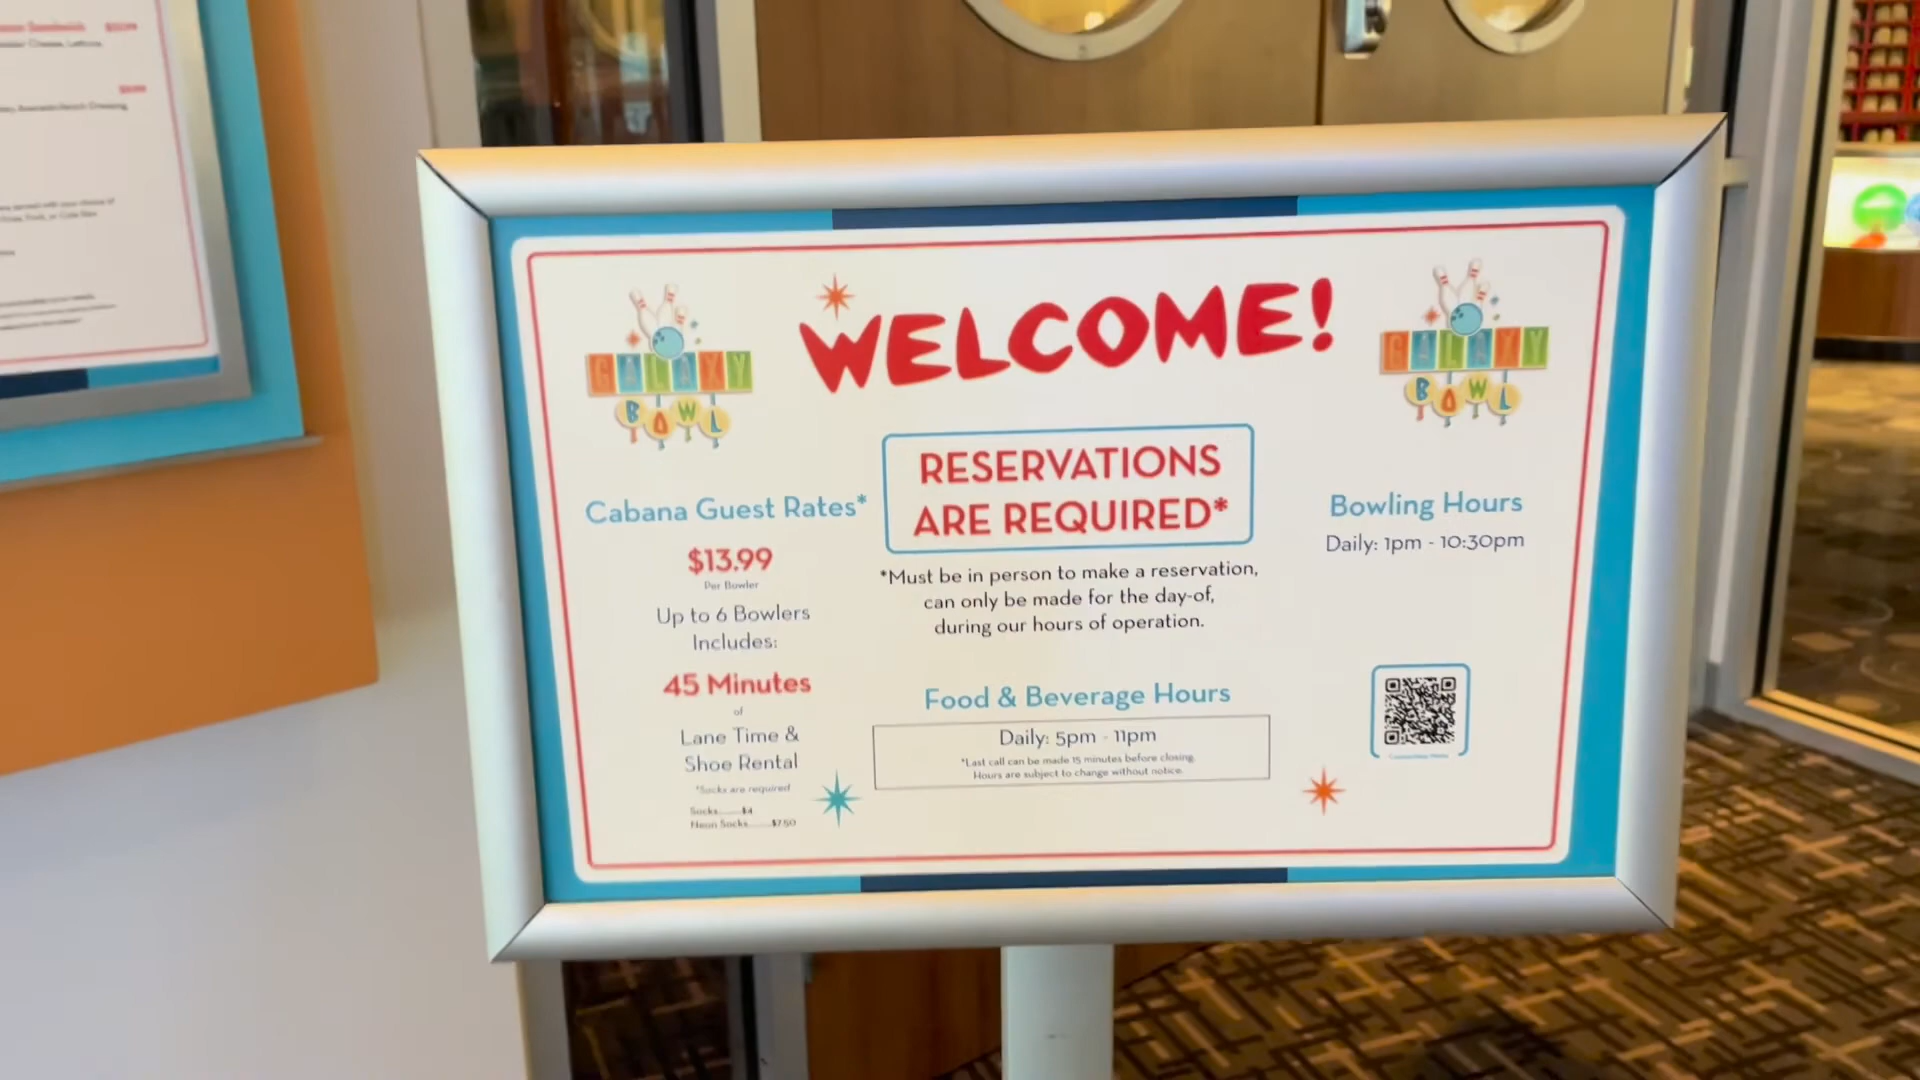 WELCOME!
GALAXY
BOWL
GALAXY
BOWL
RESERVATIONS
ARE REQUIRED*
*Must be in person to make a reservation,
can only be made for the day-of,
during our hours of operation.
Cabana Guest Rates*
$13.99
Per Bowler
Up to 6 Bowlers
Includes:
45 Minutes
of
Lane Time &
Shoe Rental
*Socks are required
Socks........$4
Neon Socks........$7.50
Food & Beverage Hours
Daily: 5pm - 11pm
*Last call can be made 15 minutes before closing.
Hours are subject to change without notice.
Bowling Hours
Daily: 1pm - 10:30pm